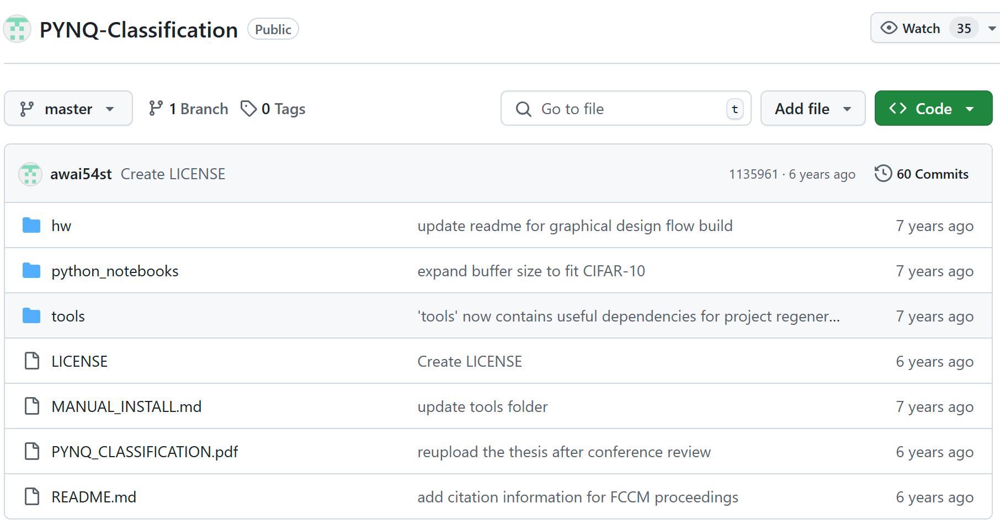 PYNQ-Classification Public Watch 35
master 1 Branch 0 Tags Go to file t Add file Code
awai54st Create LICENSE 1135961 · 6 years ago 60 Commits
hw update readme for graphical design flow build 7 years ago
python_notebooks expand buffer size to fit CIFAR-10 7 years ago
tools 'tools' now contains useful dependencies for project regener... 7 years ago
LICENSE Create LICENSE 6 years ago
MANUAL_INSTALL.md update tools folder 7 years ago
PYNQ_CLASSIFICATION.pdf reupload the thesis after conference review 6 years ago
README.md add citation information for FCCM proceedings 6 years ago